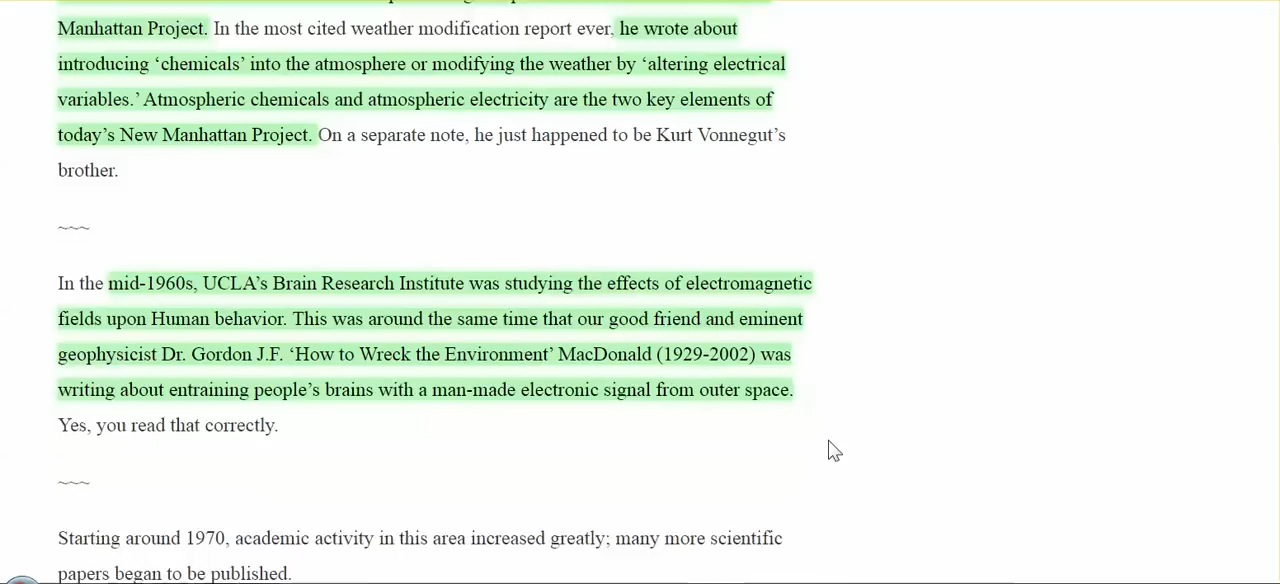 Manhattan Project. In the most cited weather modification report ever, he wrote about
introducing ‘chemicals’ into the atmosphere or modifying the weather by ‘altering electrical
variables.’ Atmospheric chemicals and atmospheric electricity are the two key elements of
today’s New Manhattan Project. On a separate note, he just happened to be Kurt Vonnegut’s
brother.
~~~
In the mid-1960s, UCLA’s Brain Research Institute was studying the effects of electromagnetic
fields upon Human behavior. This was around the same time that our good friend and eminent
geophysicist Dr. Gordon J.F. ‘How to Wreck the Environment’ MacDonald (1929-2002) was
writing about entraining people’s brains with a man-made electronic signal from outer space.
Yes, you read that correctly.
~~~
Starting around 1970, academic activity in this area increased greatly; many more scientific
papers began to be published.